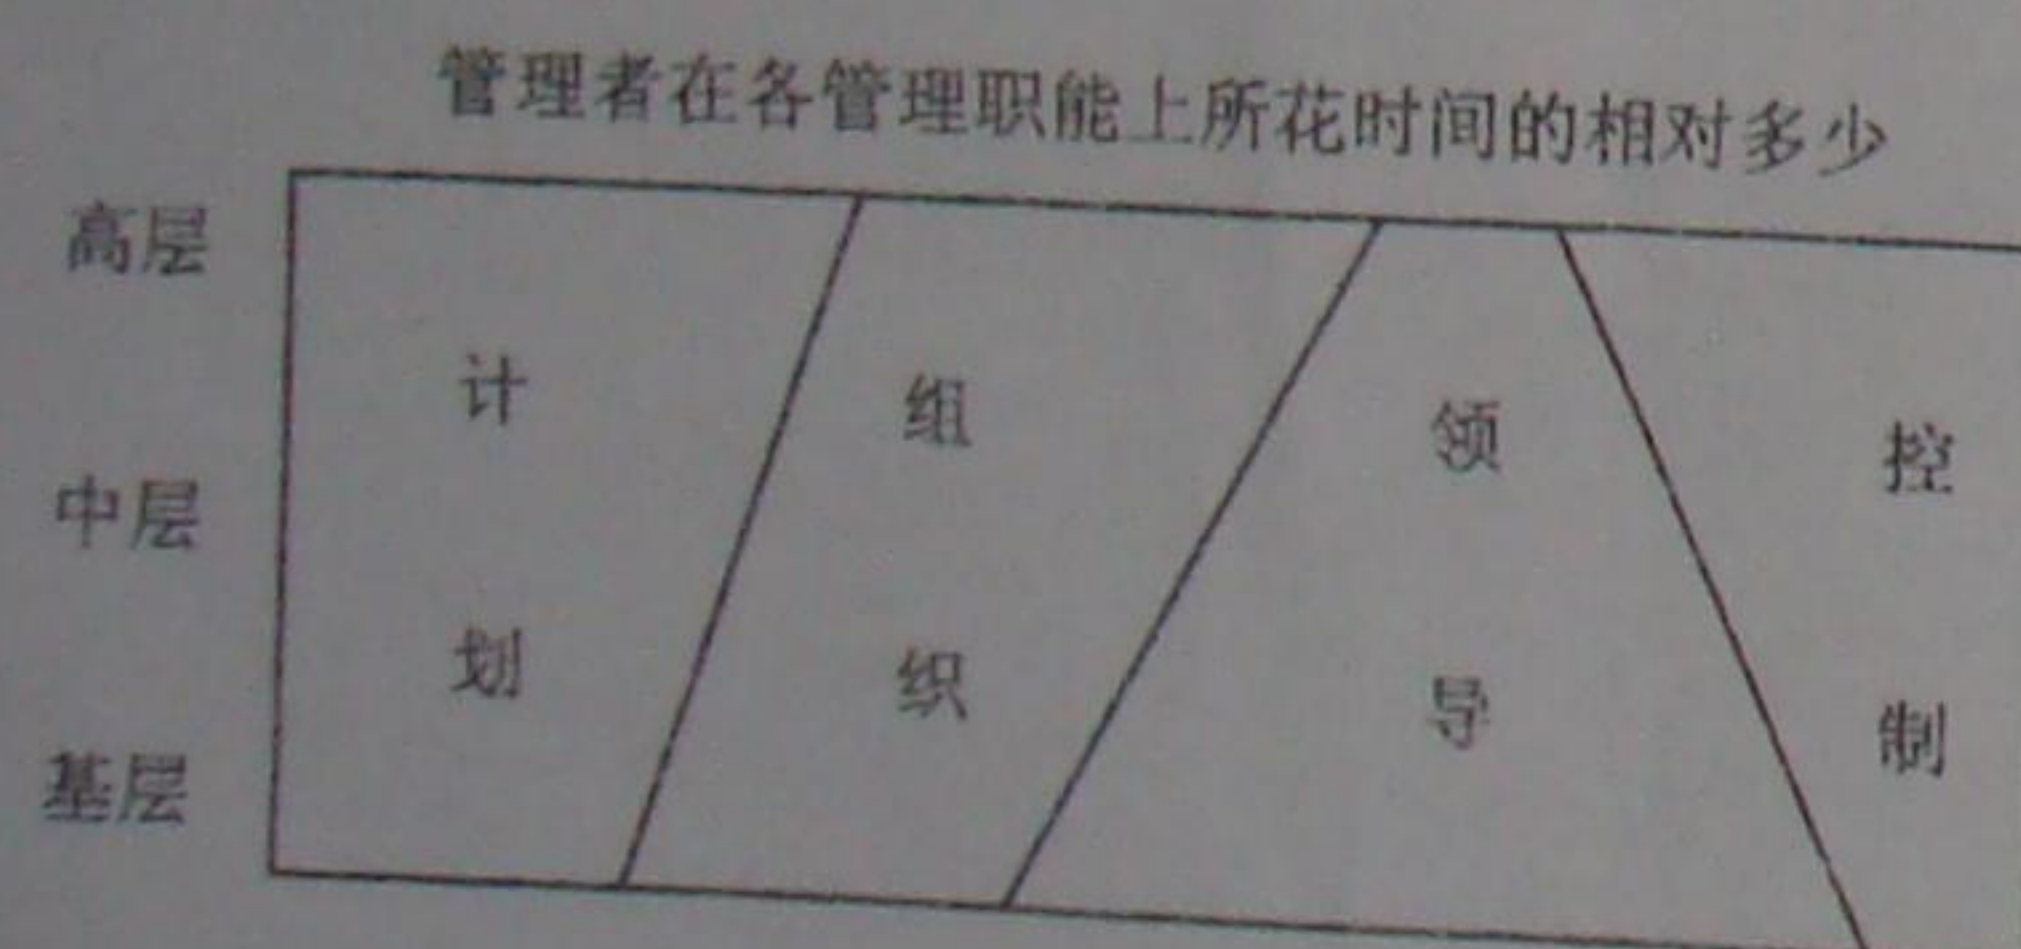 管理者在各管理职能上所花时间的相对多少
高层
中层
基层
计划
组织
领导
控制